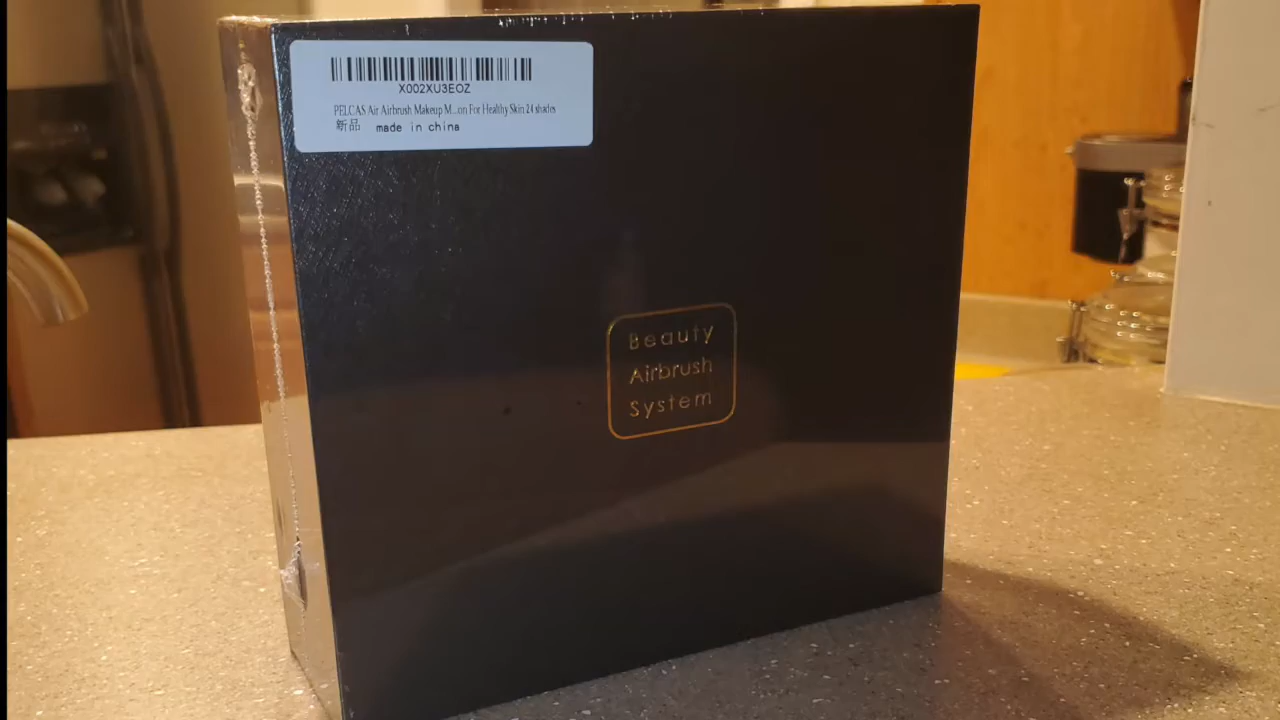 X002XU3EOZ
PELCAS Air Airbrush Makeup M...on For Healthy Skin 24 shades
新品 made in china
Beauty
Airbrush
System